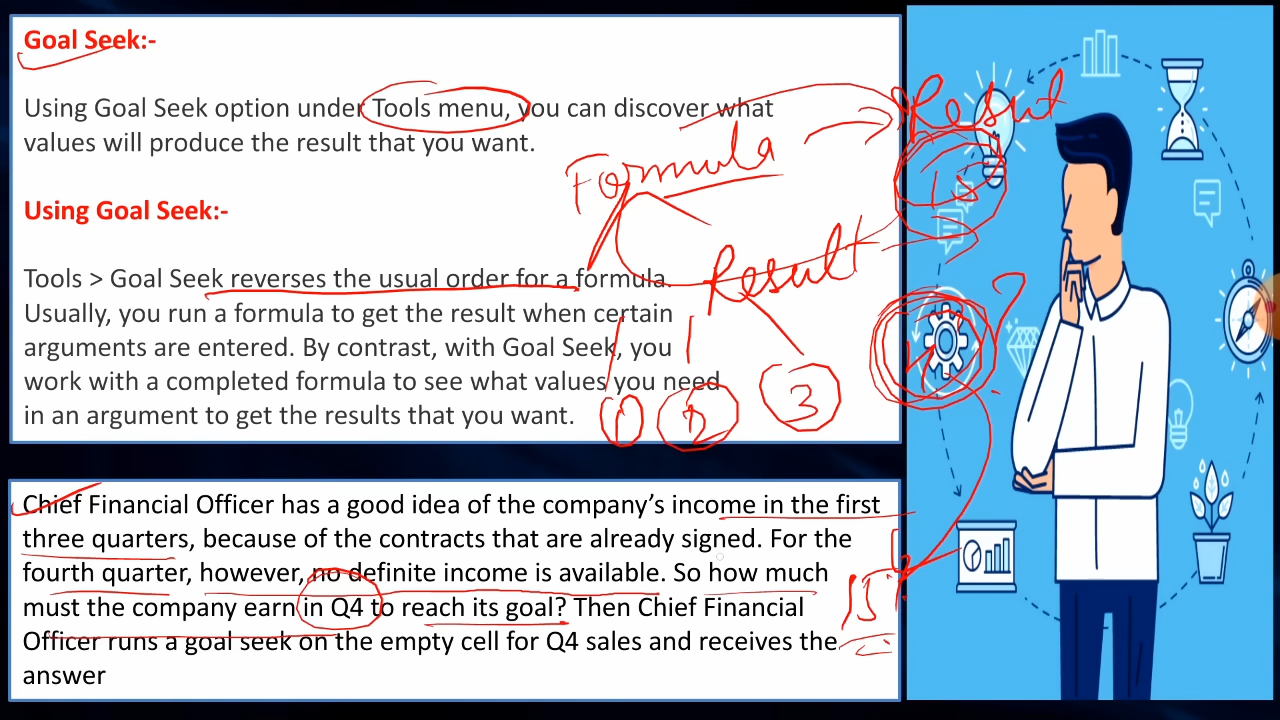 Goal Seek:-
Using Goal Seek option under Tools menu, you can discover what
values will produce the result that you want.
Formula
Resut
15
Using Goal Seek:-
Result
Tools > Goal Seek reverses the usual order for a formula.
Usually, you run a formula to get the result when certain
arguments are entered. By contrast, with Goal Seek, you
work with a completed formula to see what values you need
in an argument to get the results that you want.
1 2 3
?
Chief Financial Officer has a good idea of the company’s income in the first
three quarters, because of the contracts that are already signed. For the
fourth quarter, however, no definite income is available. So how much
must the company earn in Q4 to reach its goal? Then Chief Financial
Officer runs a goal seek on the empty cell for Q4 sales and receives the
answer